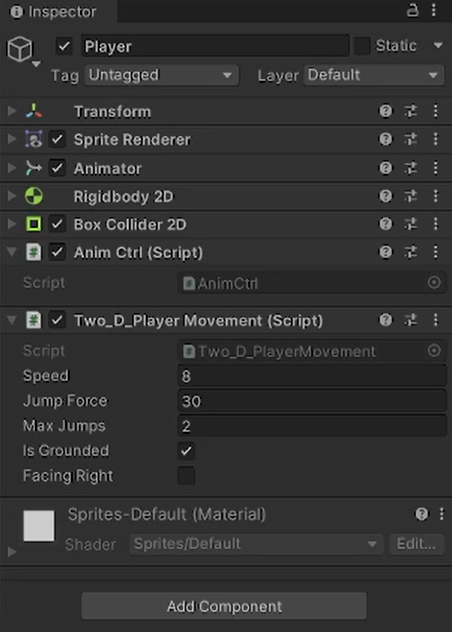 Inspector
Player Static
Tag Untagged Layer Default
Transform
Sprite Renderer
Animator
Rigidbody 2D
Box Collider 2D
Anim Ctrl (Script)
Script AnimCtrl
Two_D_Player Movement (Script)
Script Two_D_PlayerMovement
Speed 8
Jump Force 30
Max Jumps 2
Is Grounded
Facing Right
Sprites-Default (Material)
Shader Sprites/Default Edit...
Add Component